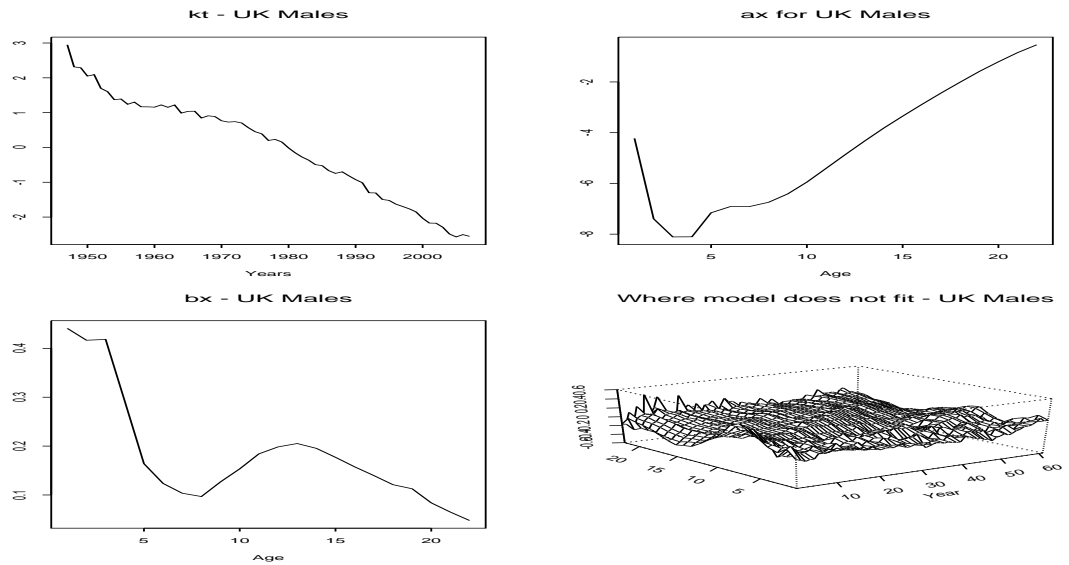 kt - UK Males
3
2
1
0
-1
-2
1950 1960 1970 1980 1990 2000
Years
ax for UK Males
-2
-4
-6
-8
5 10 15 20
Age
bx - UK Males
0.4
0.3
0.2
0.1
5 10 15 20
Age
Where model does not fit - UK Males
20 15 10 5
10 20 30 40 50 60
Year